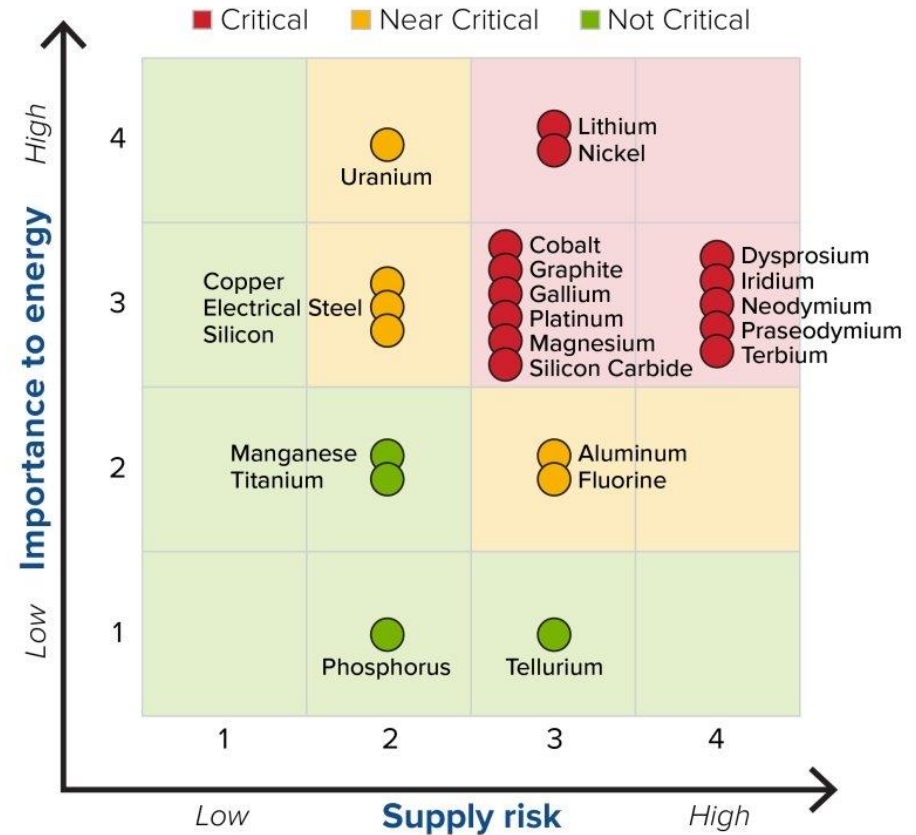 Critical
Near Critical
Not Critical
Importance to energy
High
Low
4
3
2
1
Uranium
Lithium
Nickel
Copper
Electrical Steel
Silicon
Cobalt
Graphite
Gallium
Platinum
Magnesium
Silicon Carbide
Dysprosium
Iridium
Neodymium
Praseodymium
Terbium
Manganese
Titanium
Aluminum
Fluorine
Phosphorus
Tellurium
1
2
3
4
Low
Supply risk
High